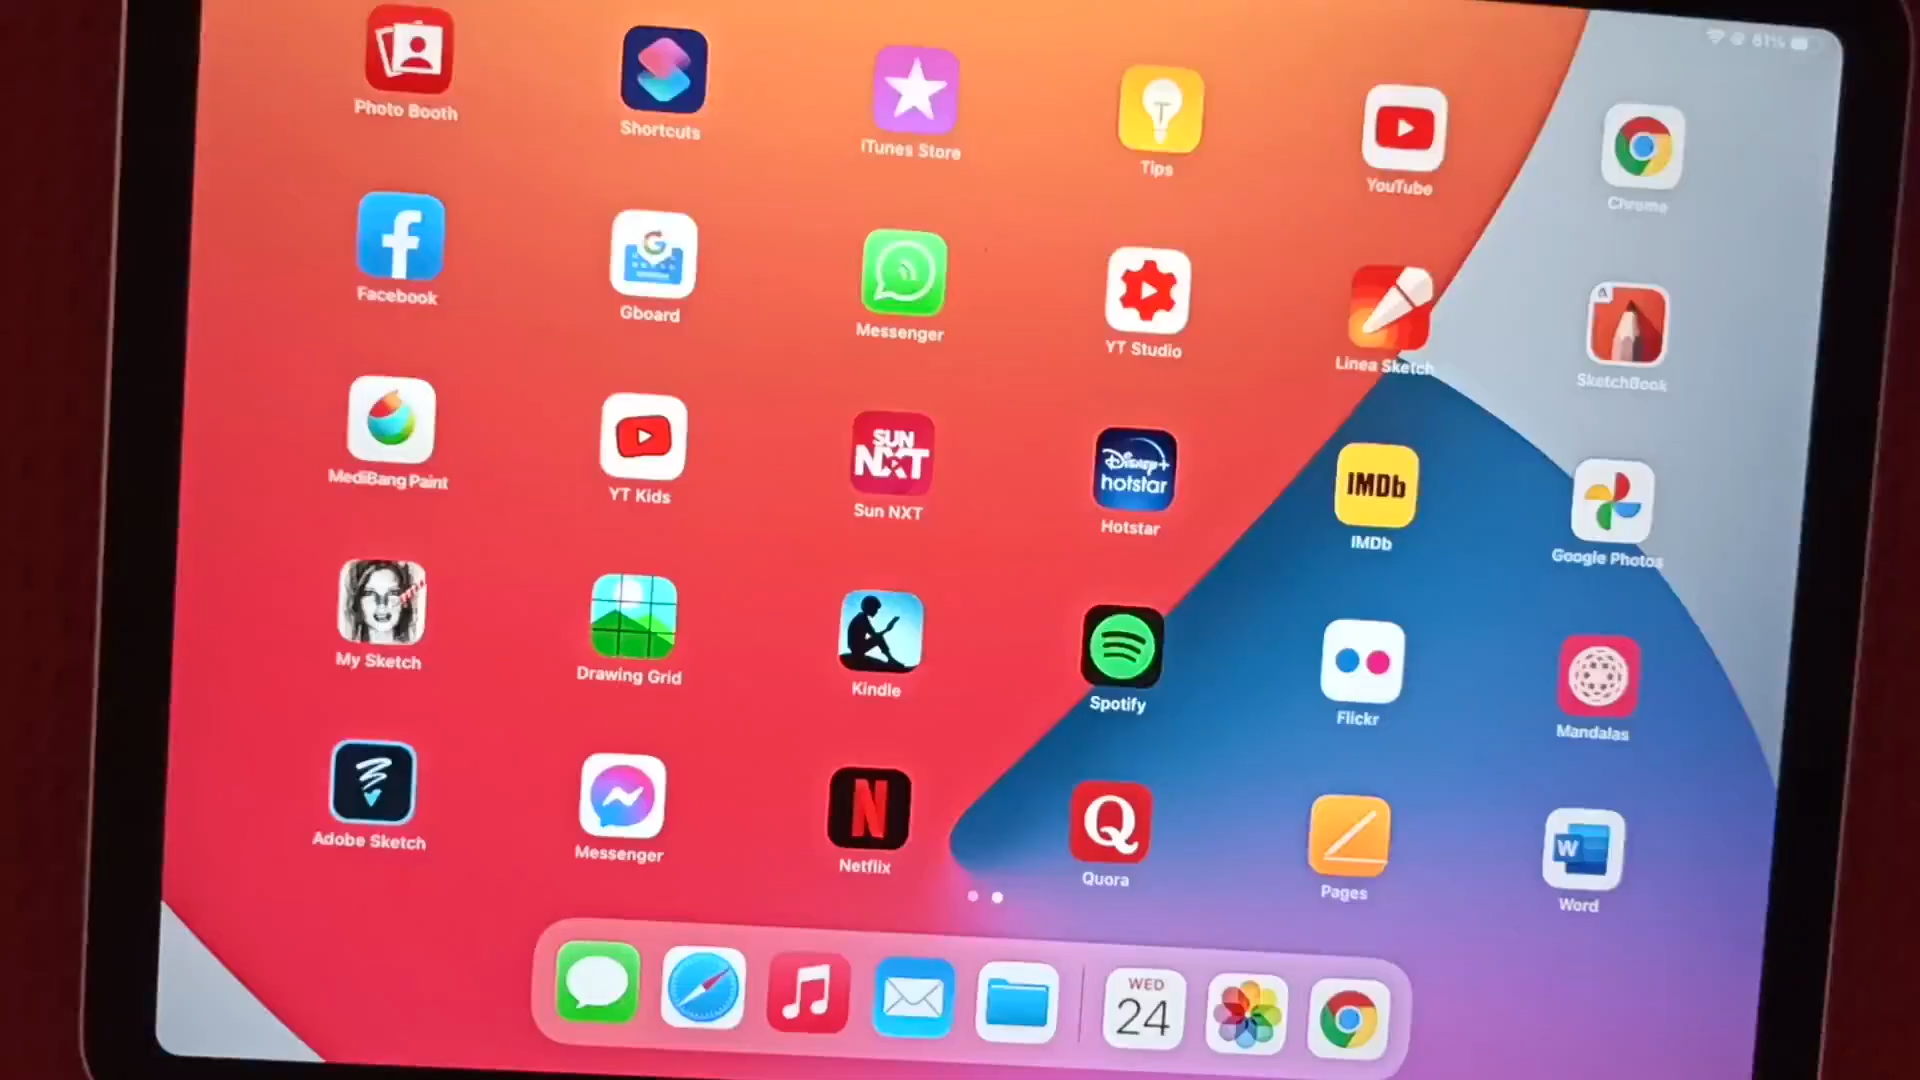 61%
Photo Booth
Shortcuts
iTunes Store
T
Tips
YouTube
Chrome
Facebook
G
Gboard
Messenger
YT Studio
Linea Sketch
SketchBook
MediBang Paint
YT Kids
SUN
NXT
Sun NXT
Disney+
hotstar
Hotstar
IMDb
IMDb
Google Photos
My Sketch
Drawing Grid
Kindle
Spotify
Flickr
Mandalas
Adobe Sketch
Messenger
N
Netflix
Q
Quora
Pages
W
Word
WED
24